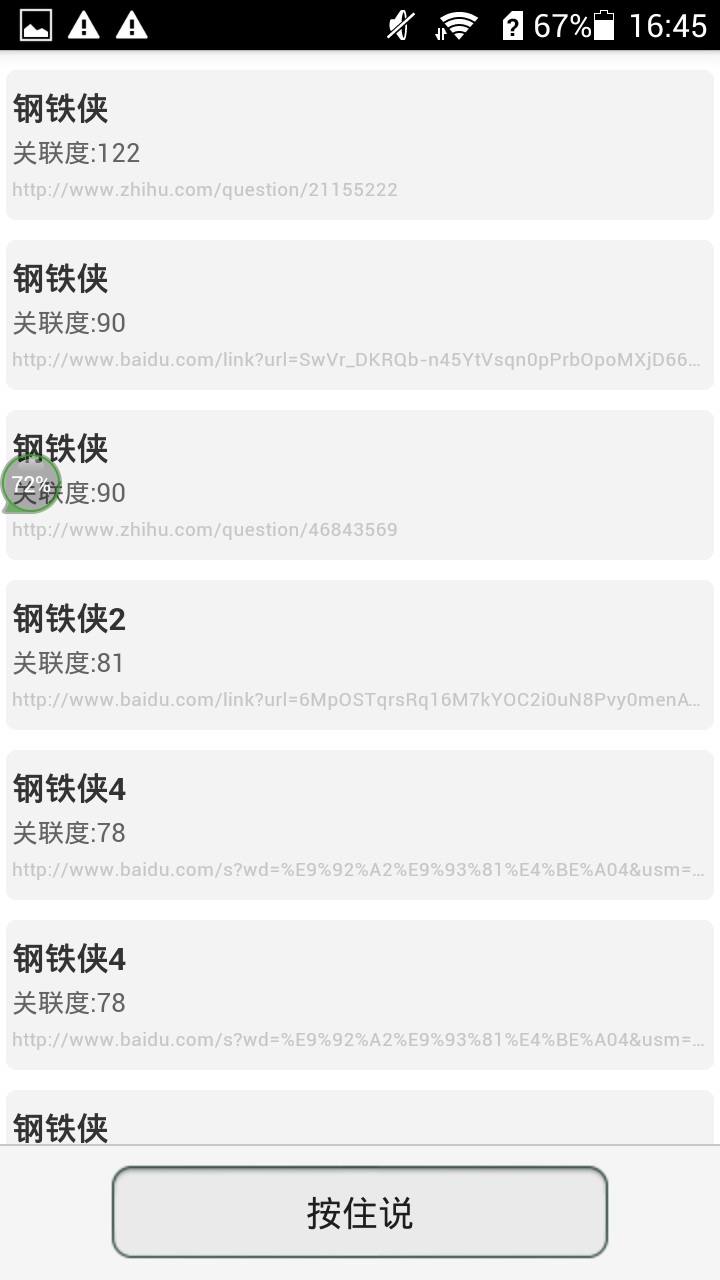 67% 16:45
钢铁侠
关联度:122
http://www.zhihu.com/question/21155222
钢铁侠
关联度:90
http://www.baidu.com/link?url=SwVr_DKRQb-n45YtVsqn0pPrbOpoMXjD66...
钢铁侠
72%
关联度:90
http://www.zhihu.com/question/46843569
钢铁侠2
关联度:81
http://www.baidu.com/link?url=6MpOSTqrsRq16M7kYOC2i0uN8Pvy0menA...
钢铁侠4
关联度:78
http://www.baidu.com/s?wd=%E9%92%A2%E9%93%81%E4%BE%A04&usm=...
钢铁侠4
关联度:78
http://www.baidu.com/s?wd=%E9%92%A2%E9%93%81%E4%BE%A04&usm=...
钢铁侠
按住说